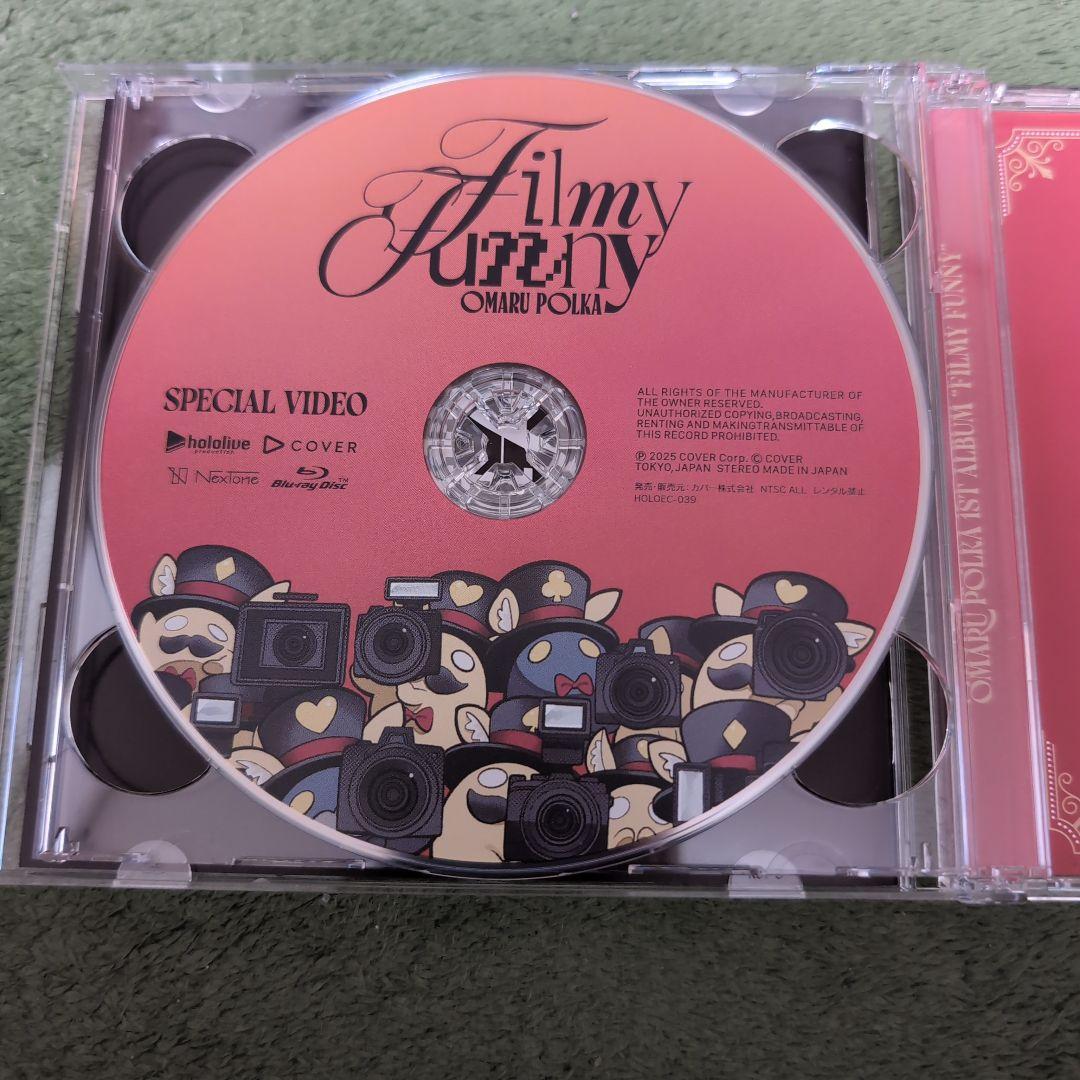 Filmy
Funny
OMARU POLKA
SPECIAL VIDEO
hololive
production
COVER
NexTone
Blu-ray Disc™
ALL RIGHTS OF THE MANUFACTURER OF
THE OWNER RESERVED.
UNAUTHORIZED COPYING,BROADCASTING,
RENTING AND MAKINGTRANSMITTABLE OF
THIS RECORD PROHIBITED.
Ⓟ 2025 COVER Corp. © COVER
TOKYO,JAPAN STEREO MADE IN JAPAN
発売・販売元：カバー株式会社 NTSC ALL レンタル禁止
HOLOEC-039
OMARU POLKA 1ST ALBUM "FILMY FUNNY"